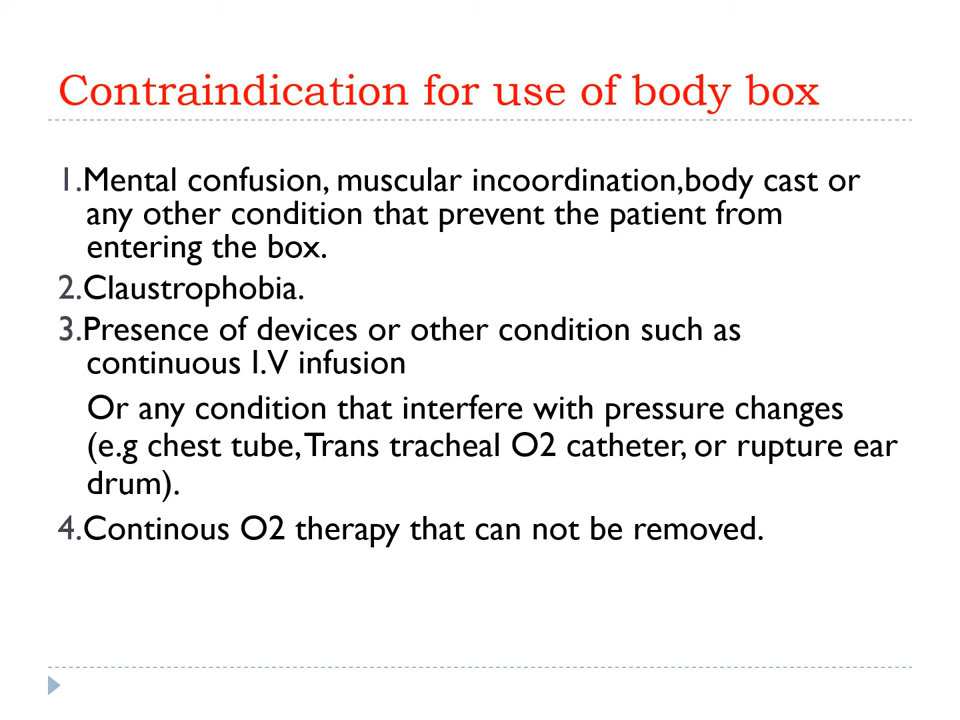 Contraindication for use of body box
1.Mental confusion, muscular incoordination,body cast or
any other condition that prevent the patient from
entering the box.
2.Claustrophobia.
3.Presence of devices or other condition such as
continuous I.V infusion
Or any condition that interfere with pressure changes
(e.g chest tube, Trans tracheal O2 catheter, or rupture ear
drum).
4.Continous O2 therapy that can not be removed.